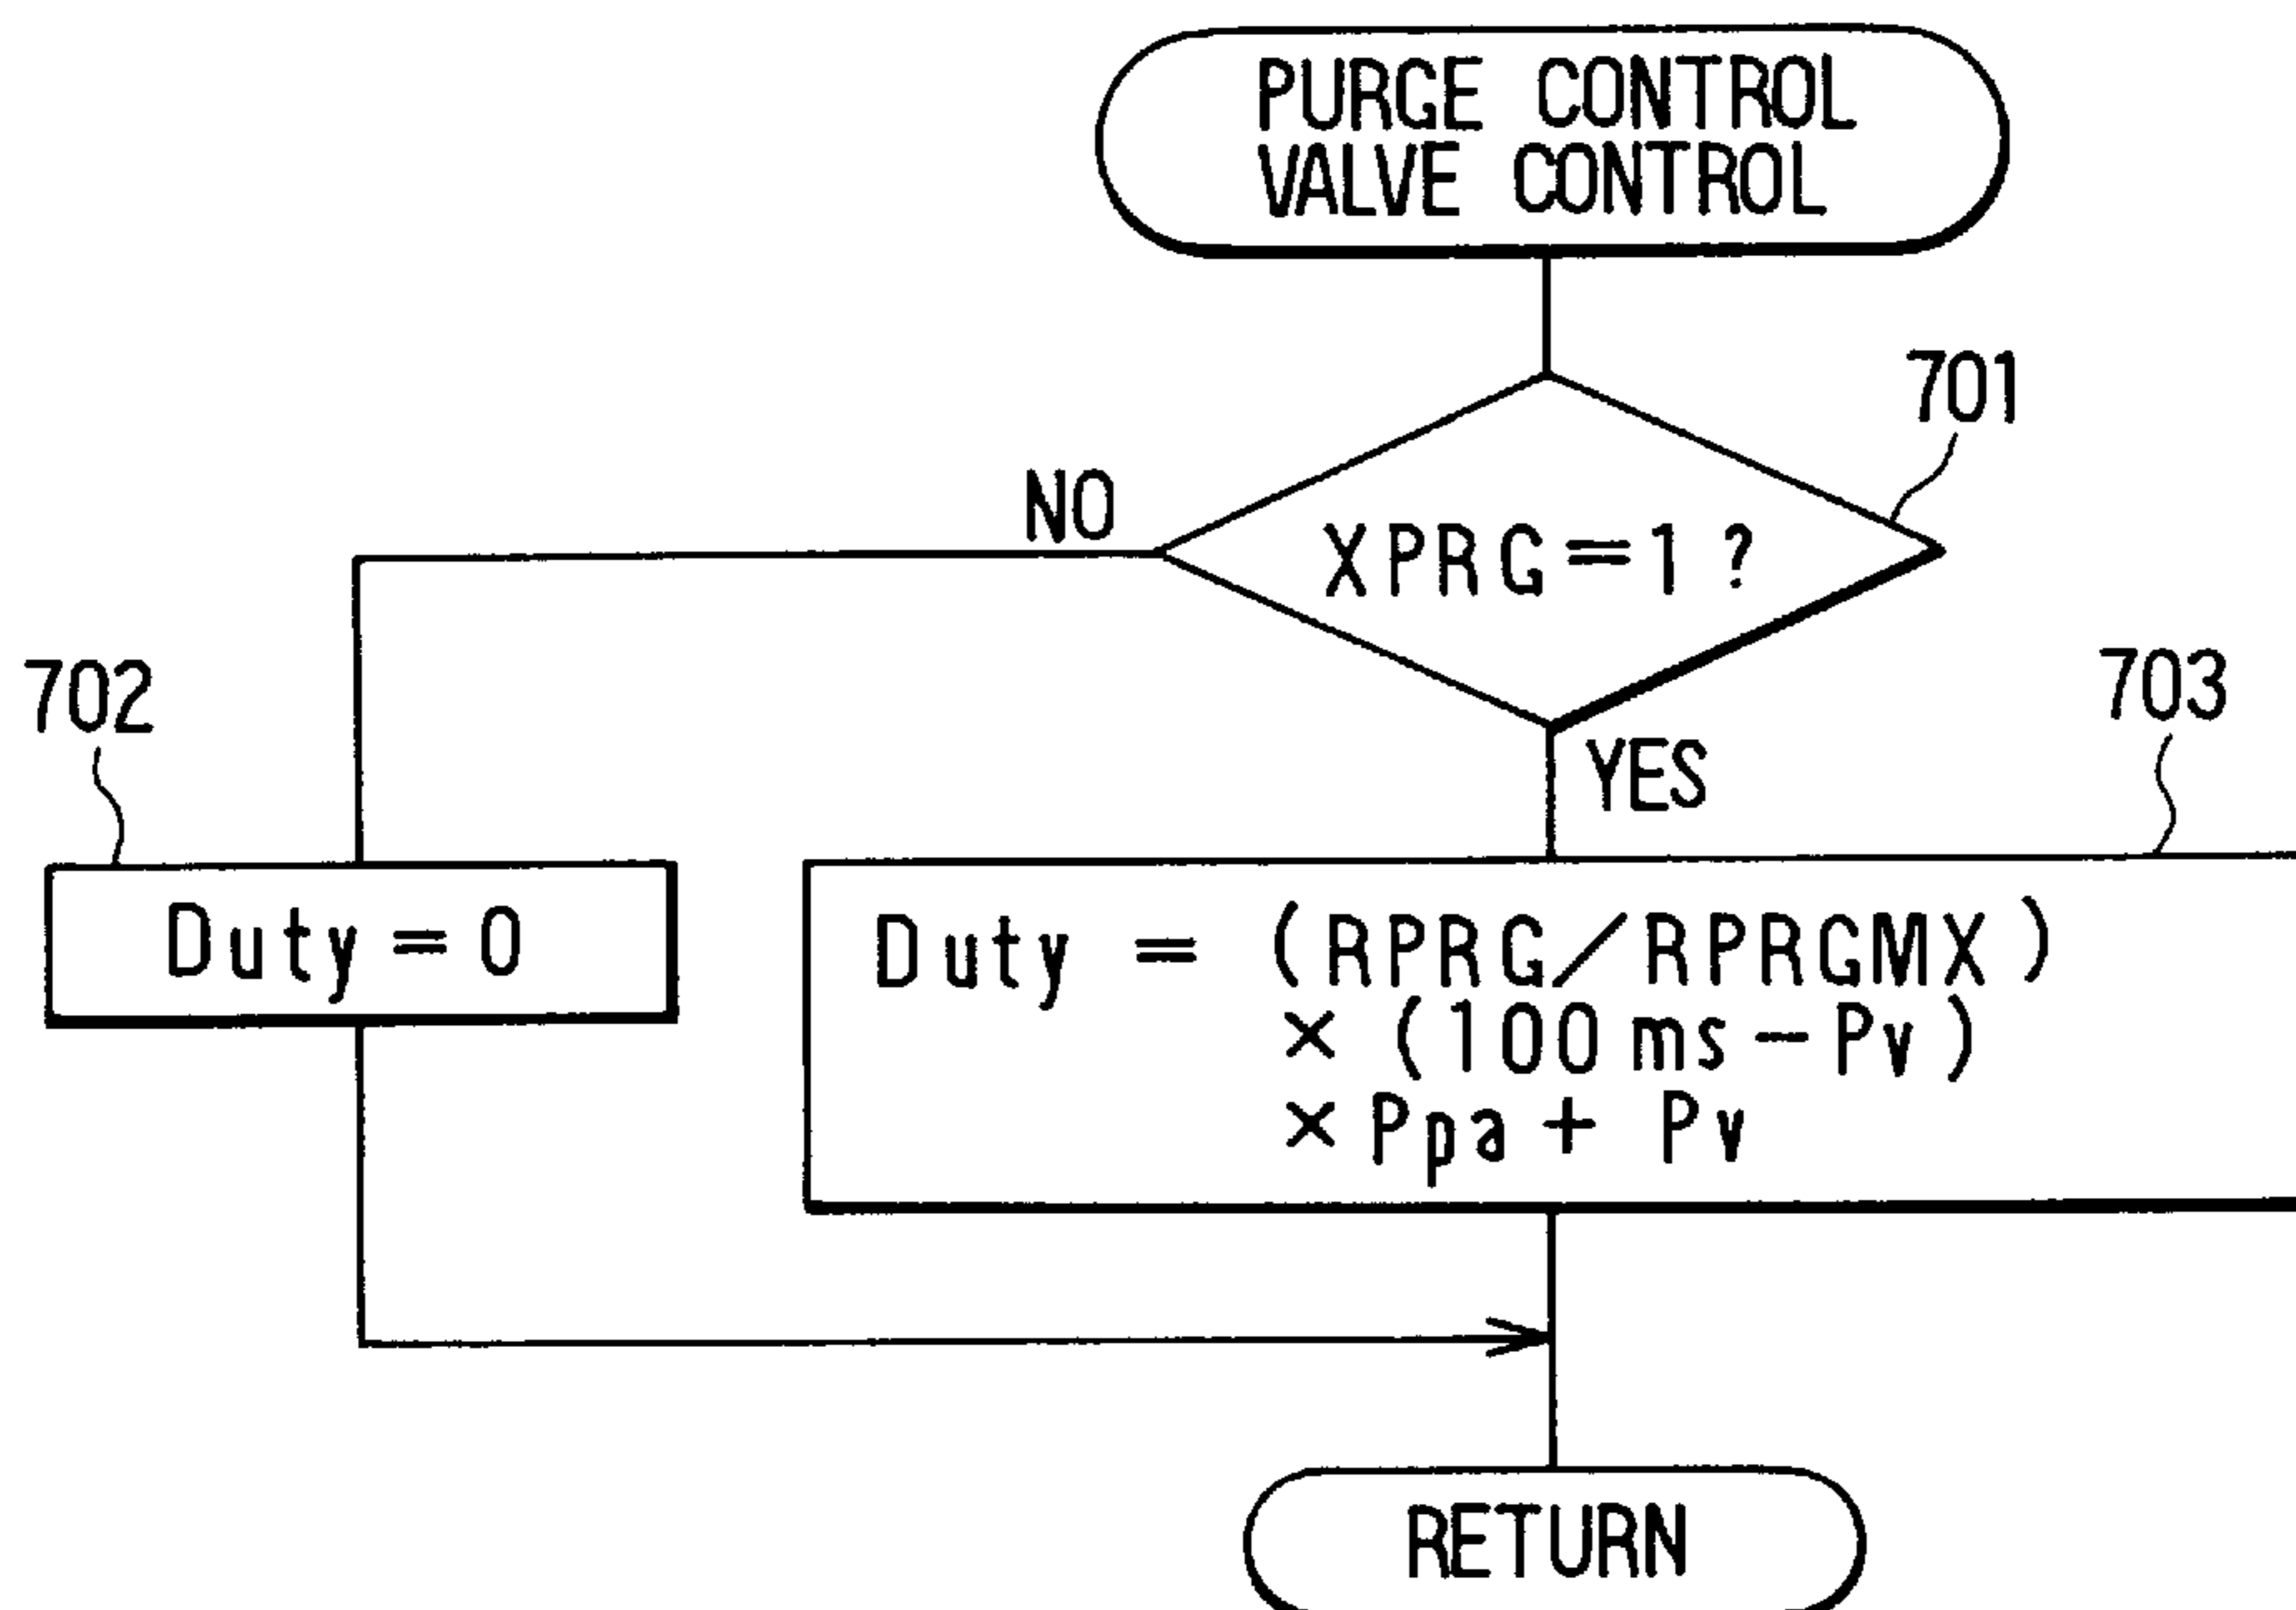 PURGE CONTROL
VALVE CONTROL
701
NO
XPRG=1 ?
702
703
YES
Duty=0
Duty = (RPRG/RPRGMX)
× (100ms-Pv)
× Ppa + Pv
RETURN